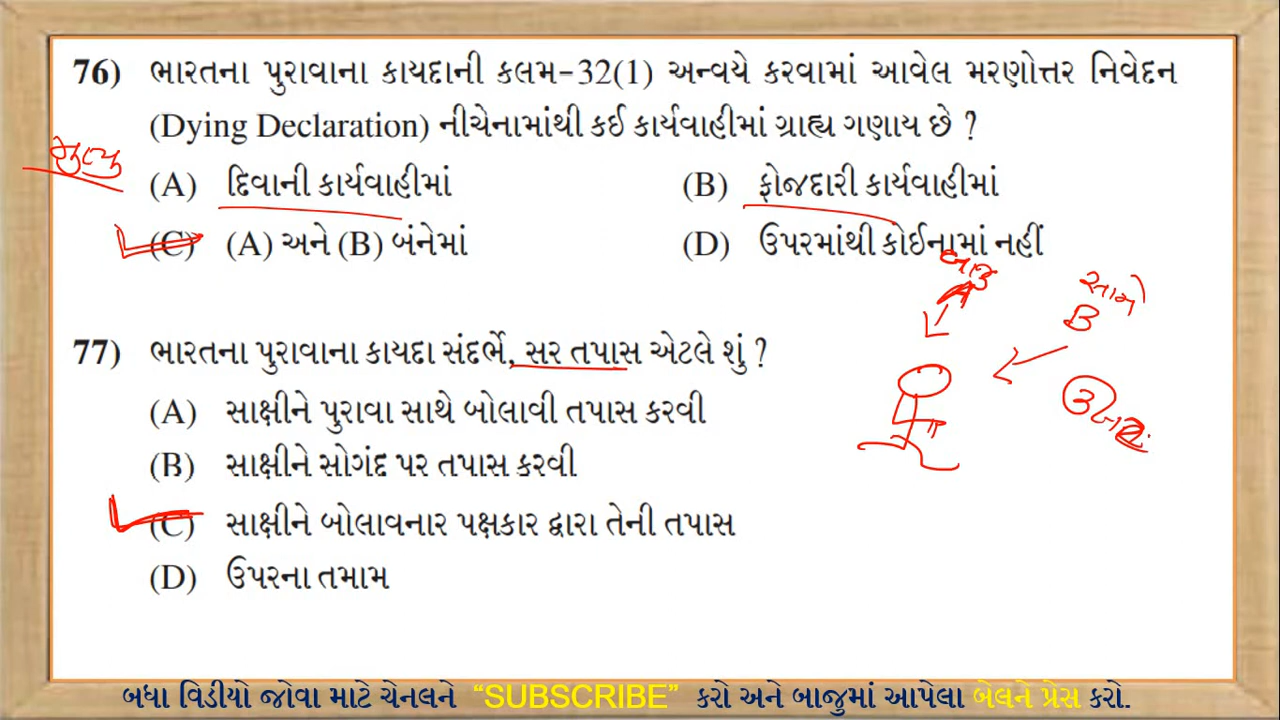 76) ભારતના પુરાવાના કાયદાની કલમ-32(1) અન્વયે કરવામાં આવેલ મરણોત્તર નિવેદન
(Dying Declaration) નીચેનામાંથી કઈ કાર્યવાહીમાં ગ્રાહ્ય ગણાય છે ?
(A) દિવાની કાર્યવાહીમાં (B) ફોજદારી કાર્યવાહીમાં
(C) (A) અને (B) બંનેમાં (D) ઉપરમાંથી કોઈનામાં નહીં
B
77) ભારતના પુરાવાના કાયદા સંદર્ભે, સર તપાસ એટલે શું ?
(A) સાક્ષીને પુરાવા સાથે બોલાવી તપાસ કરવી
(B) સાક્ષીને સોગંદ પર તપાસ કરવી
(C) સાક્ષીને બોલાવનાર પક્ષકાર દ્વારા તેની તપાસ
(D) ઉપરના તમામ
બધા વિડીયો જોવા માટે ચેનલને “SUBSCRIBE” કરો અને બાજુમાં આપેલા બેલને પ્રેસ કરો.